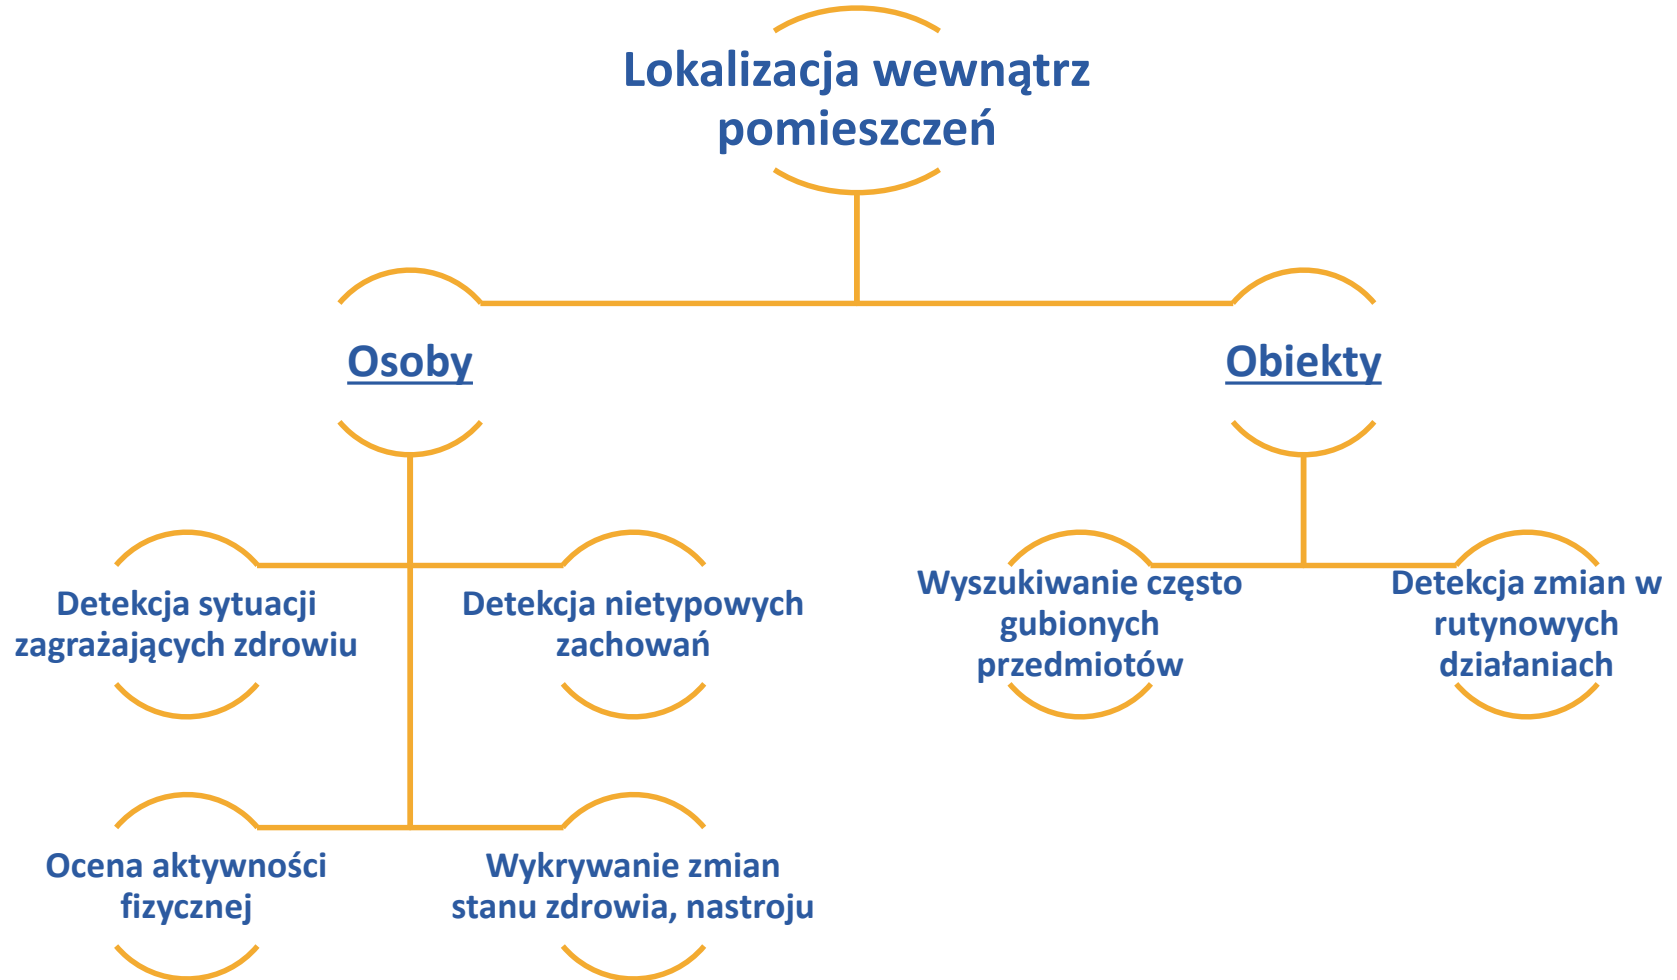 Lokalizacja wewnątrz
pomieszczeń
Osoby
Obiekty
Detekcja sytuacji
zagrażających zdrowiu
Detekcja nietypowych
zachowań
Wyszukiwanie często
gubionych
przedmiotów
Detekcja zmian w
rutynowych
działaniach
Ocena aktywności
fizycznej
Wykrywanie zmian
stanu zdrowia, nastroju